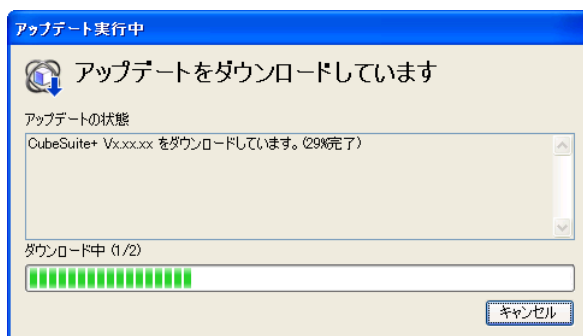 アップデート実行中
アップデートをダウンロードしています
アップデートの状態
CubeSuite+ Vx.xx.xx をダウンロードしています。(29%完了)
ダウンロード中 (1/2)
キャンセル